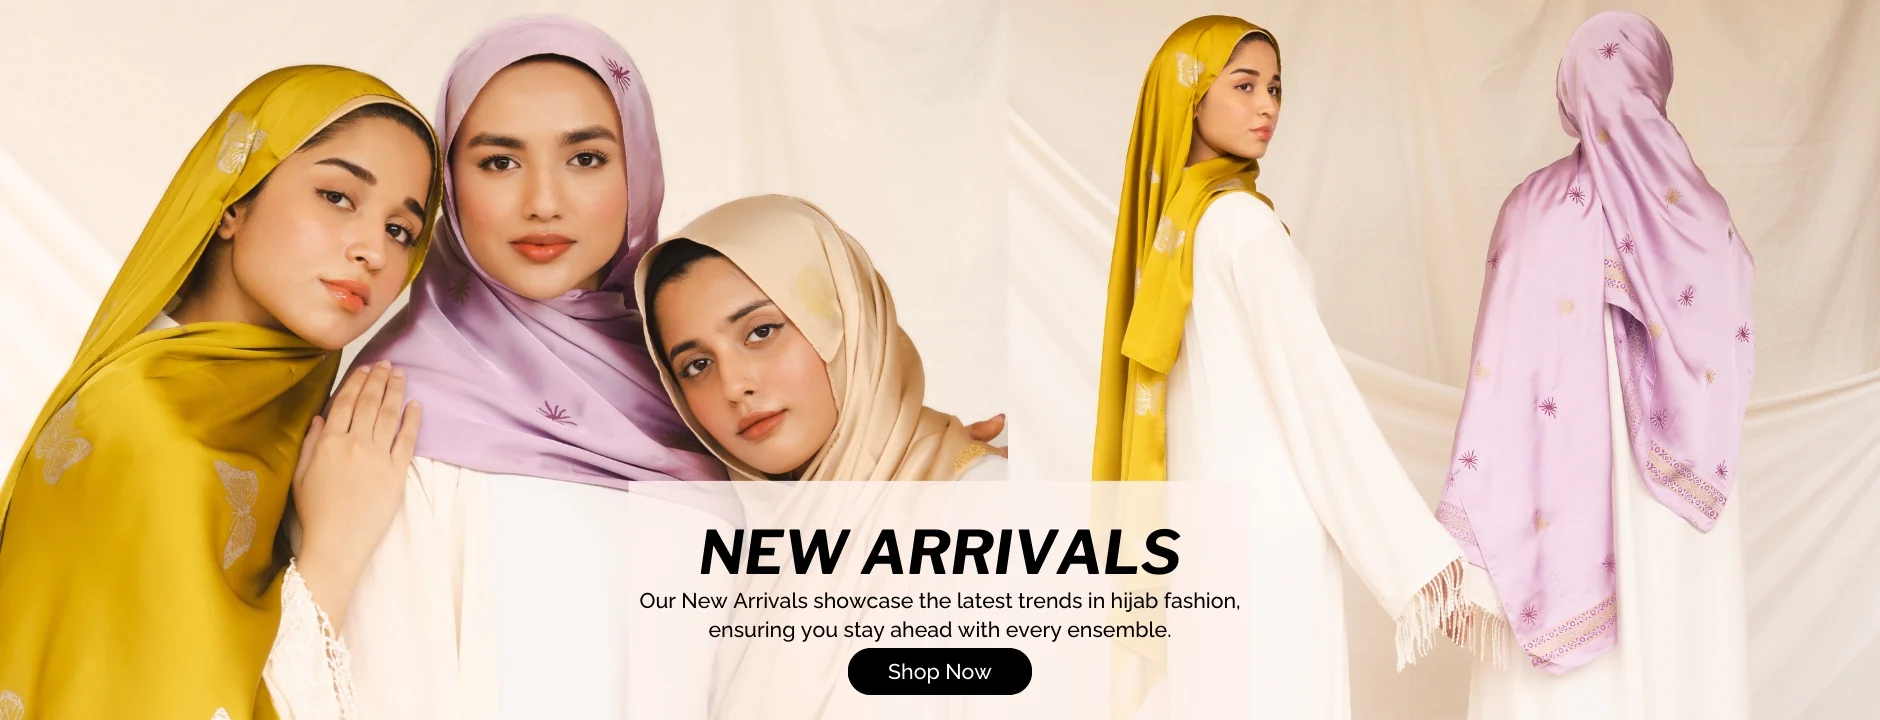 NEW ARRIVALS
Our New Arrivals showcase the latest trends in hijab fashion,
ensuring you stay ahead with every ensemble.
Shop Now